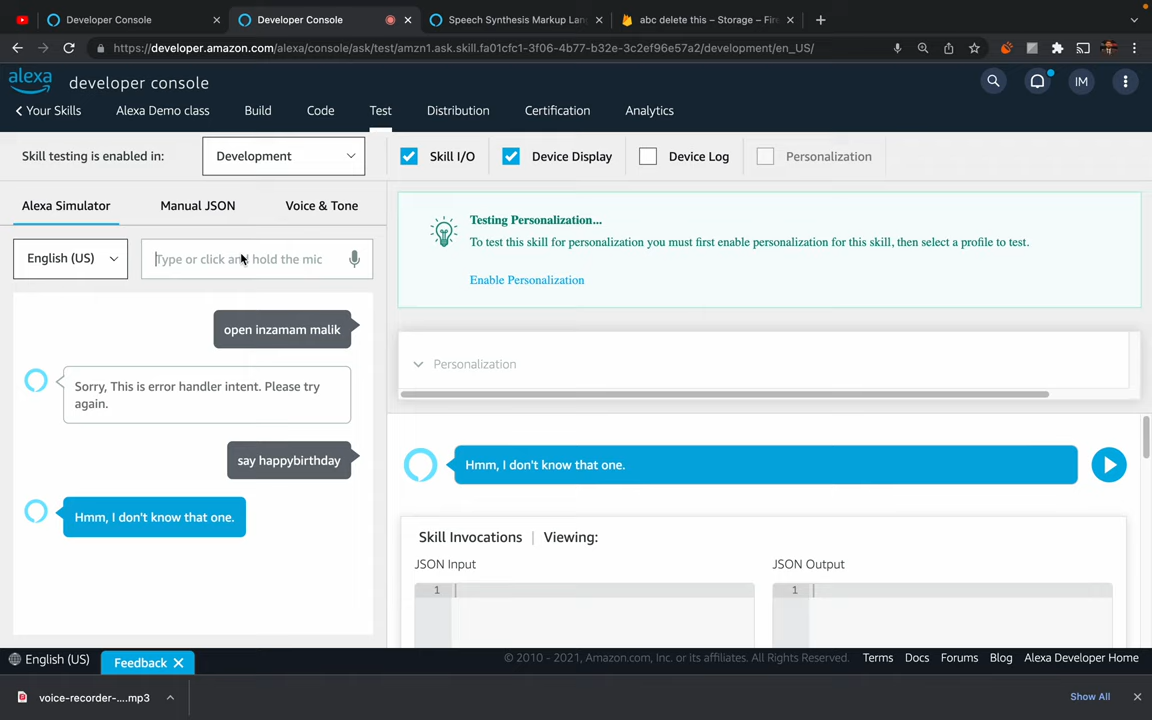 Developer Console
Developer Console
Speech Synthesis Markup Lan
abc delete this – Storage – Fire
https://developer.amazon.com/alexa/console/ask/test/amzn1.ask.skill.fa01cfc1-3f06-4b77-b32e-3c2ef96e57a2/development/en_US/
alexa developer console
IM
Your Skills Alexa Demo class Build Code Test Distribution Certification Analytics
Skill testing is enabled in: Development Skill I/O Device Display Device Log Personalization
Alexa Simulator Manual JSON Voice & Tone
Testing Personalization...
To test this skill for personalization you must first enable personalization for this skill, then select a profile to test.
Enable Personalization
English (US) Type or click and hold the mic
open inzamam malik
Sorry, This is error handler intent. Please try
again.
say happybirthday
Hmm, I don't know that one.
Personalization
Hmm, I don't know that one.
Skill Invocations | Viewing:
JSON Input JSON Output
1 1
English (US) Feedback © 2010 - 2021, Amazon.com, Inc. or its affiliates. All Rights Reserved. Terms Docs Forums Blog Alexa Developer Home
voice-recorder-....mp3 Show All